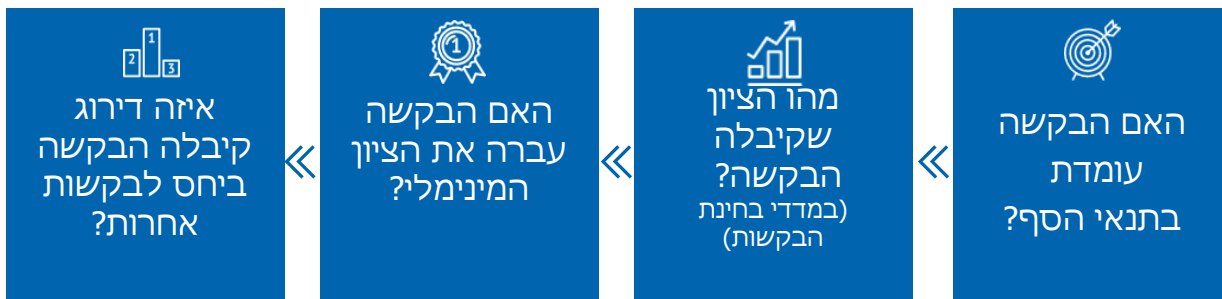 האם הבקשה
עומדת
בתנאי הסף?
מהו הציון
שקיבלה
הבקשה?
(במדדי בחינת
הבקשות)
1
האם הבקשה
עברה את הציון
המינימלי?
1
2
3
איזה דירוג
קיבלה הבקשה
ביחס לבקשות
אחרות?